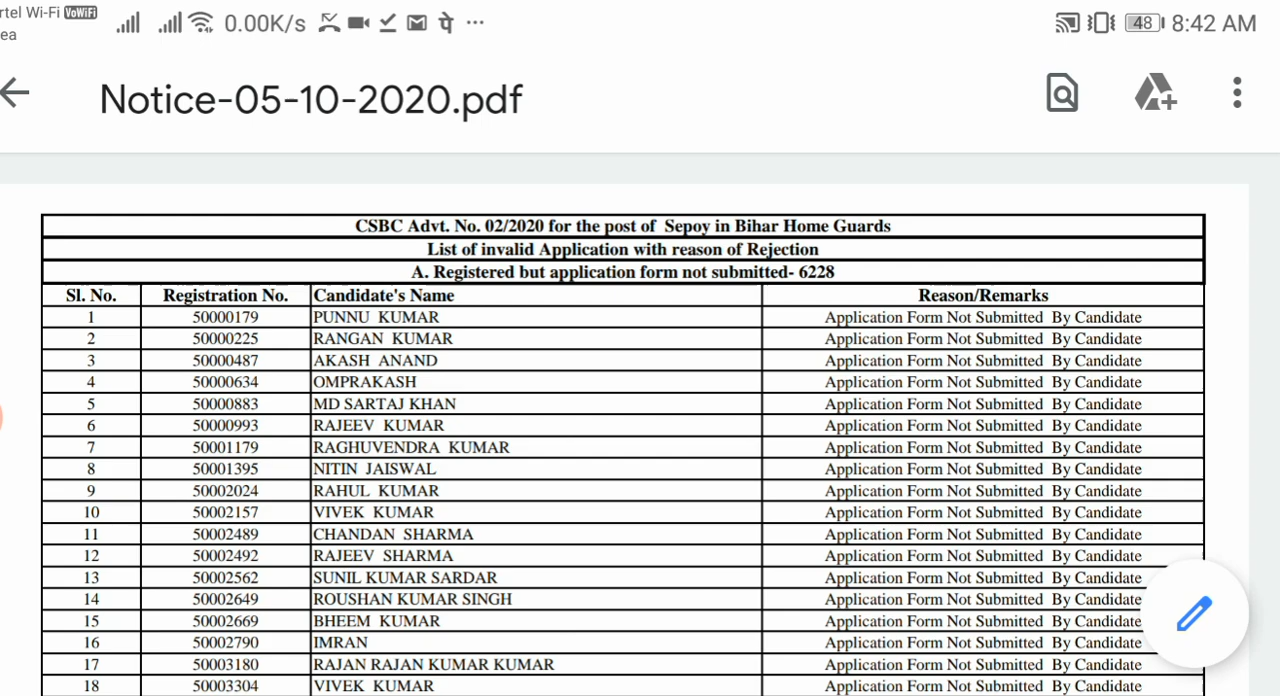 rtel Wi-Fi VoWiFi
ea
0.00K/s
48 8:42 AM
Notice-05-10-2020.pdf
CSBC Advt. No. 02/2020 for the post of Sepoy in Bihar Home Guards
List of invalid Application with reason of Rejection
A. Registered but application form not submitted- 6228
Sl. No. Registration No. Candidate's Name Reason/Remarks
1 50000179 PUNNU KUMAR Application Form Not Submitted By Candidate
2 50000225 RANGAN KUMAR Application Form Not Submitted By Candidate
3 50000487 AKASH ANAND Application Form Not Submitted By Candidate
4 50000634 OMPRAKASH Application Form Not Submitted By Candidate
5 50000883 MD SARTAJ KHAN Application Form Not Submitted By Candidate
6 50000993 RAJEEV KUMAR Application Form Not Submitted By Candidate
7 50001179 RAGHUVENDRA KUMAR Application Form Not Submitted By Candidate
8 50001395 NITIN JAISWAL Application Form Not Submitted By Candidate
9 50002024 RAHUL KUMAR Application Form Not Submitted By Candidate
10 50002157 VIVEK KUMAR Application Form Not Submitted By Candidate
11 50002489 CHANDAN SHARMA Application Form Not Submitted By Candidate
12 50002492 RAJEEV SHARMA Application Form Not Submitted By Candidate
13 50002562 SUNIL KUMAR SARDAR Application Form Not Submitted By Candidate
14 50002649 ROUSHAN KUMAR SINGH Application Form Not Submitted By Candidate
15 50002669 BHEEM KUMAR Application Form Not Submitted By Candidate
16 50002790 IMRAN Application Form Not Submitted By Candidate
17 50003180 RAJAN RAJAN KUMAR KUMAR Application Form Not Submitted By Candidate
18 50003304 VIVEK KUMAR Application Form Not Submitted By Candidate